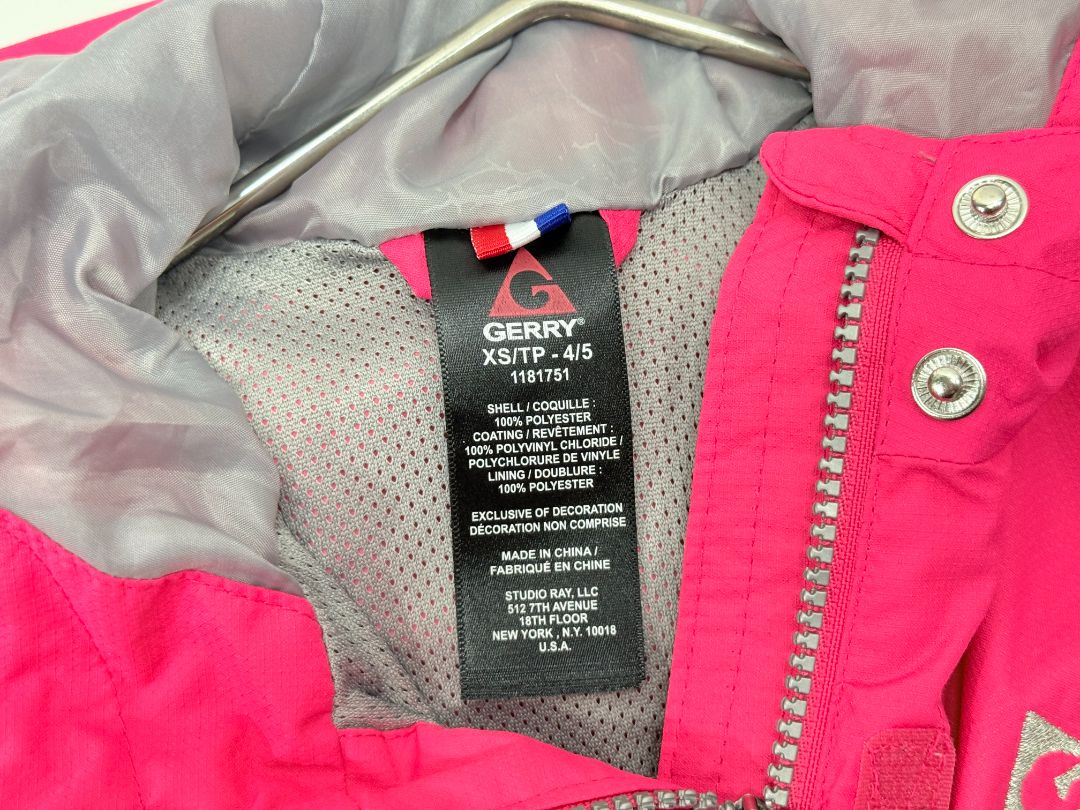 G
GERRY®
XS/TP - 4/5
1181751
SHELL / COQUILLE :
100% POLYESTER
COATING / REVÊTEMENT :
100% POLYVINYL CHLORIDE /
POLYCHLORURE DE VINYLE
LINING / DOUBLURE :
100% POLYESTER
EXCLUSIVE OF DECORATION
DÉCORATION NON COMPRISE
MADE IN CHINA /
FABRIQUÉ EN CHINE
STUDIO RAY, LLC
512 7TH AVENUE
18TH FLOOR
NEW YORK , N.Y. 10018
U.S.A.
G